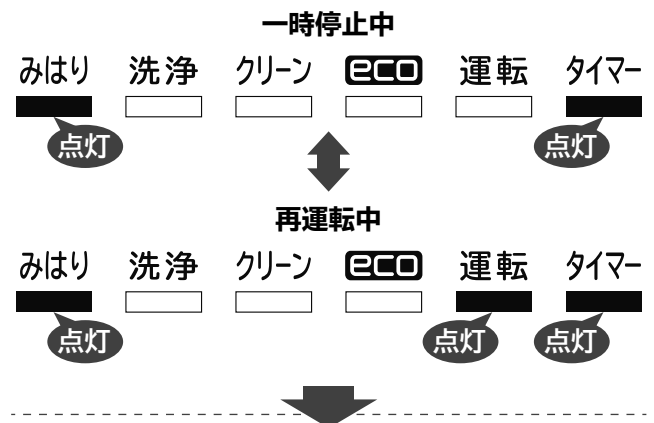 一時停止中
みはり 洗浄 クリーン eco 運転 タイマー
点灯 点灯
再運転中
みはり 洗浄 クリーン eco 運転 タイマー
点灯 点灯 点灯